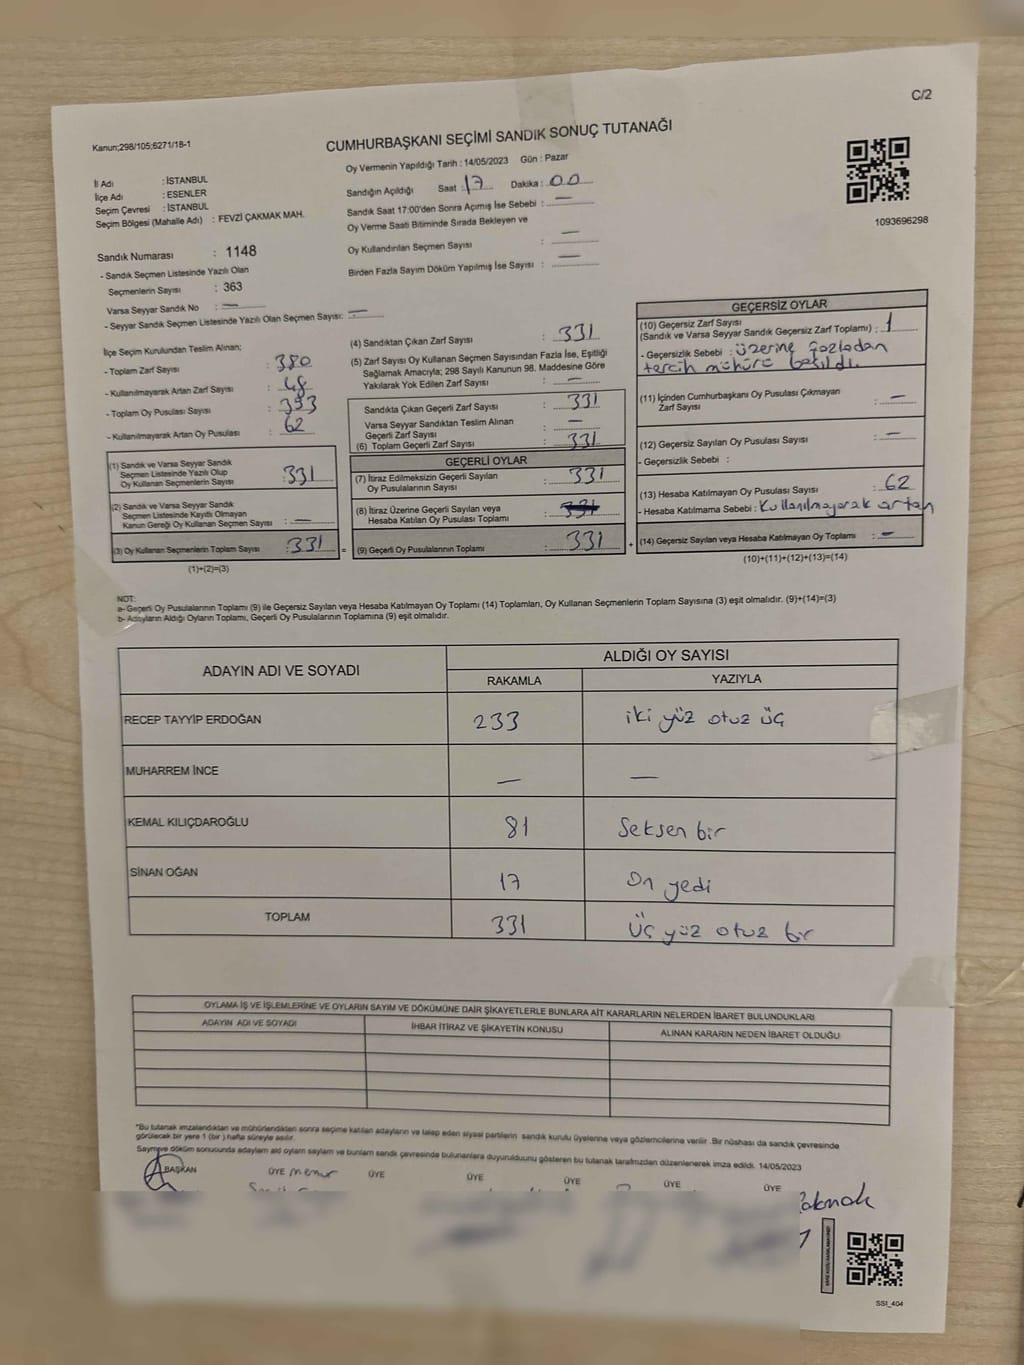 C/2
Kanun;298/105;6271/18-1
CUMHURBAŞKANI SEÇİMİ SANDIK SONUÇ TUTANAĞI
Oy Vermenin Yapıldığı Tarih : 14/05/2023 Gün : Pazar
İl Adı : İSTANBUL
İlçe Adı : ESENLER
Seçim Çevresi : İSTANBUL
Seçim Bölgesi (Mahalle Adı) : FEVZİ ÇAKMAK MAH.
Sandığın Açıldığı Saat : 17 Dakika : 00
Sandık Saat 17:00'den Sonra Açımış İse Sebebi : —
Oy Verme Saati Bitiminde Sırada Bekleyen ve
Oy Kullandırılan Seçmen Sayısı : —
Birden Fazla Sayım Döküm Yapılmış İse Sayısı : —
1093696298
Sandık Numarası : 1148
- Sandık Seçmen Listesinde Yazılı Olan
Seçmenlerin Sayısı : 363
Varsa Seyyar Sandık No : —
- Seyyar Sandık Seçmen Listesinde Yazılı Olan Seçmen Sayısı: —
İlçe Seçim Kurulundan Teslim Alınan;
- Toplam Zarf Sayısı : 380
- Kullanılmayarak Artan Zarf Sayısı : 48
- Toplam Oy Pusulası Sayısı : 393
- Kullanılmayarak Artan Oy Pusulası : 62
(1) Sandık ve Varsa Seyyar Sandık
Seçmen Listesinde Yazılı Olup
Oy Kullanan Seçmenlerin Sayısı : 331
(2) Sandık ve Varsa Seyyar Sandık
Seçmen Listesinde Kayıtlı Olmayan
Kanun Gereği Oy Kullanan Seçmen Sayısı : —
(3) Oy Kullanan Seçmenlerin Toplam Sayısı : 331
(1)+(2)=(3)
(4) Sandıktan Çıkan Zarf Sayısı : 331
(5) Zarf Sayısı Oy Kullanan Seçmen Sayısından Fazla İse, Eşitliği
Sağlamak Amacıyla; 298 Sayılı Kanunun 98. Maddesine Göre
Yakılarak Yok Edilen Zarf Sayısı : —
Sandıkta Çıkan Geçerli Zarf Sayısı : 331
Varsa Seyyar Sandıktan Teslim Alınan
Geçerli Zarf Sayısı : —
(6) Toplam Geçerli Zarf Sayısı : 331
GEÇERLİ OYLAR
(7) İtiraz Edilmeksizin Geçerli Sayılan
Oy Pusulalarının Sayısı : 331
(8) İtiraz Üzerine Geçerli Sayılan veya
Hesaba Katılan Oy Pusulası Toplamı : 331
= (9) Geçerli Oy Pusulalarının Toplamı : 331 +
GEÇERSİZ OYLAR
(10) Geçersiz Zarf Sayısı
(Sandık ve Varsa Seyyar Sandık Geçersiz Zarf Toplamı) : 1
- Geçersizlik Sebebi : üzerine fazladan
tercih mührü basıldı.
(11) İçinden Cumhurbaşkanı Oy Pusulası Çıkmayan
Zarf Sayısı : —
(12) Geçersiz Sayılan Oy Pusulası Sayısı : —
- Geçersizlik Sebebi :
(13) Hesaba Katılmayan Oy Pusulası Sayısı : 62
- Hesaba Katılmama Sebebi : Kullanılmayarak artan
(14) Geçersiz Sayılan veya Hesaba Katılmayan Oy Toplamı : —
(10)+(11)+(12)+(13)=(14)
NOT:
a- Geçerli Oy Pusulalarının Toplamı (9) ile Geçersiz Sayılan veya Hesaba Katılmayan Oy Toplamı (14) Toplamları, Oy Kullanan Seçmenlerin Toplam Sayısına (3) eşit olmalıdır. (9)+(14)=(3)
b- Adayların Aldığı Oyların Toplamı, Geçerli Oy Pusulalarının Toplamına (9) eşit olmalıdır.
ADAYIN ADI VE SOYADI ALDIĞI OY SAYISI
RAKAMLA YAZIYLA
RECEP TAYYİP ERDOĞAN 233 iki yüz otuz üç
MUHARREM İNCE — —
KEMAL KILIÇDAROĞLU 81 Seksen bir
SİNAN OĞAN 17 On yedi
TOPLAM 331 Üç yüz otuz bir
OYLAMA İŞ VE İŞLEMLERİNE VE OYLARIN SAYIM VE DÖKÜMÜNE DAİR ŞİKAYETLERLE BUNLARA AİT KARARLARIN NELERDEN İBARET BULUNDUKLARI
ADAYIN ADI VE SOYADI İHBAR İTİRAZ VE ŞİKAYETİN KONUSU ALINAN KARARIN NEDEN İBARET OLDUĞU
*Bu tutanak imzalandıktan ve mühürlendikten sonra seçime katılan adayların ve talep eden siyasi partilerin sandık kurulu üyelerine veya gözlemcilerine verilir. Bir nüshası da sandık çevresinde
görülecek bir yere 1 (bir) hafta süreyle asılır.
Sayım ve döküm sonucunda adayların aldı oyların sayları ve bunların sandık çevresinde bulunanlara duyurulduunu gösteren bu tutanak tarafımızdan düzenlenerek imza edildi. 14/05/2023
BAŞKAN ÜYE memur ÜYE ÜYE ÜYE ÜYE ÜYE
SSI_404